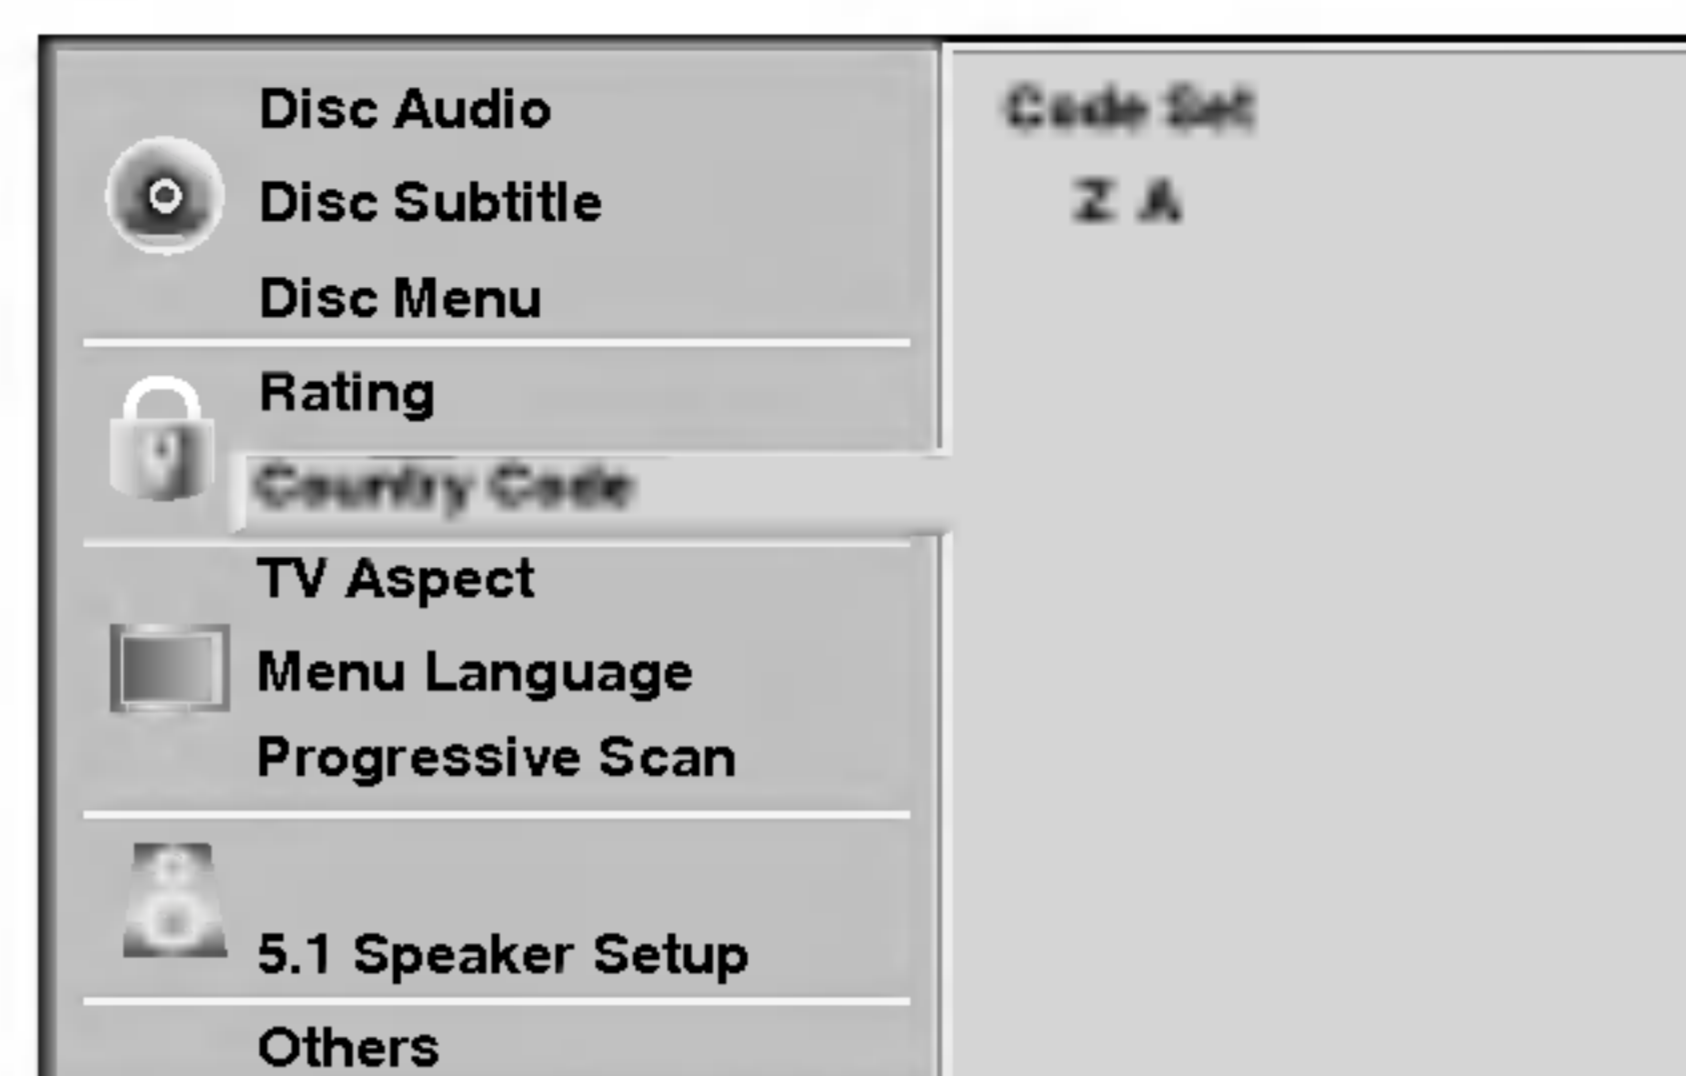 Disc Audio
Disc Subtitle
Disc Menu
Rating
Country Code
TV Aspect
Menu Language
Progressive Scan
5.1 Speaker Setup
Others
Code Set
Z A